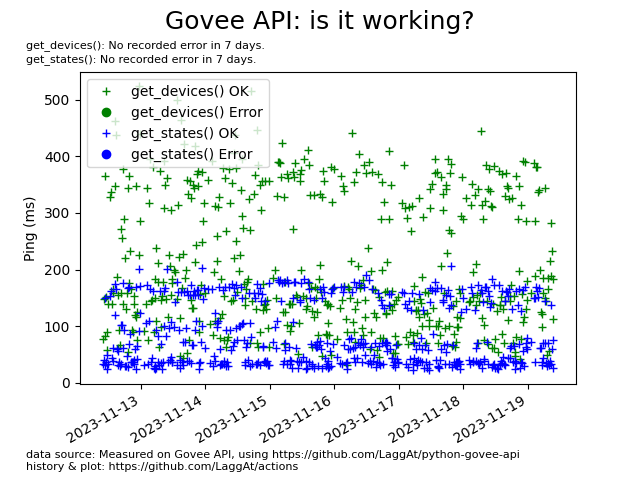 Govee API: is it working?
get_devices(): No recorded error in 7 days.
get_states(): No recorded error in 7 days.
get_devices() OK
get_devices() Error
get_states() OK
get_states() Error
Ping (ms)
500
400
300
200
100
0
2023-11-13
2023-11-14
2023-11-15
2023-11-16
2023-11-17
2023-11-18
2023-11-19
data source: Measured on Govee API, using https://github.com/LaggAt/python-govee-api
history & plot: https://github.com/LaggAt/actions